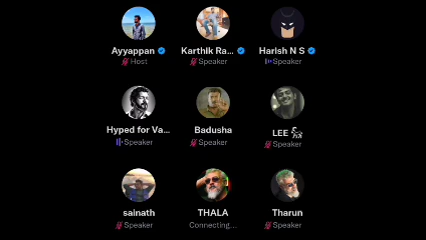 Ayyappan Karthik Ra... Harish N S
Host Speaker Speaker
Hyped for Va... Badusha LEE
Speaker Speaker Speaker
sainath THALA Tharun
Speaker Connecting... Speaker